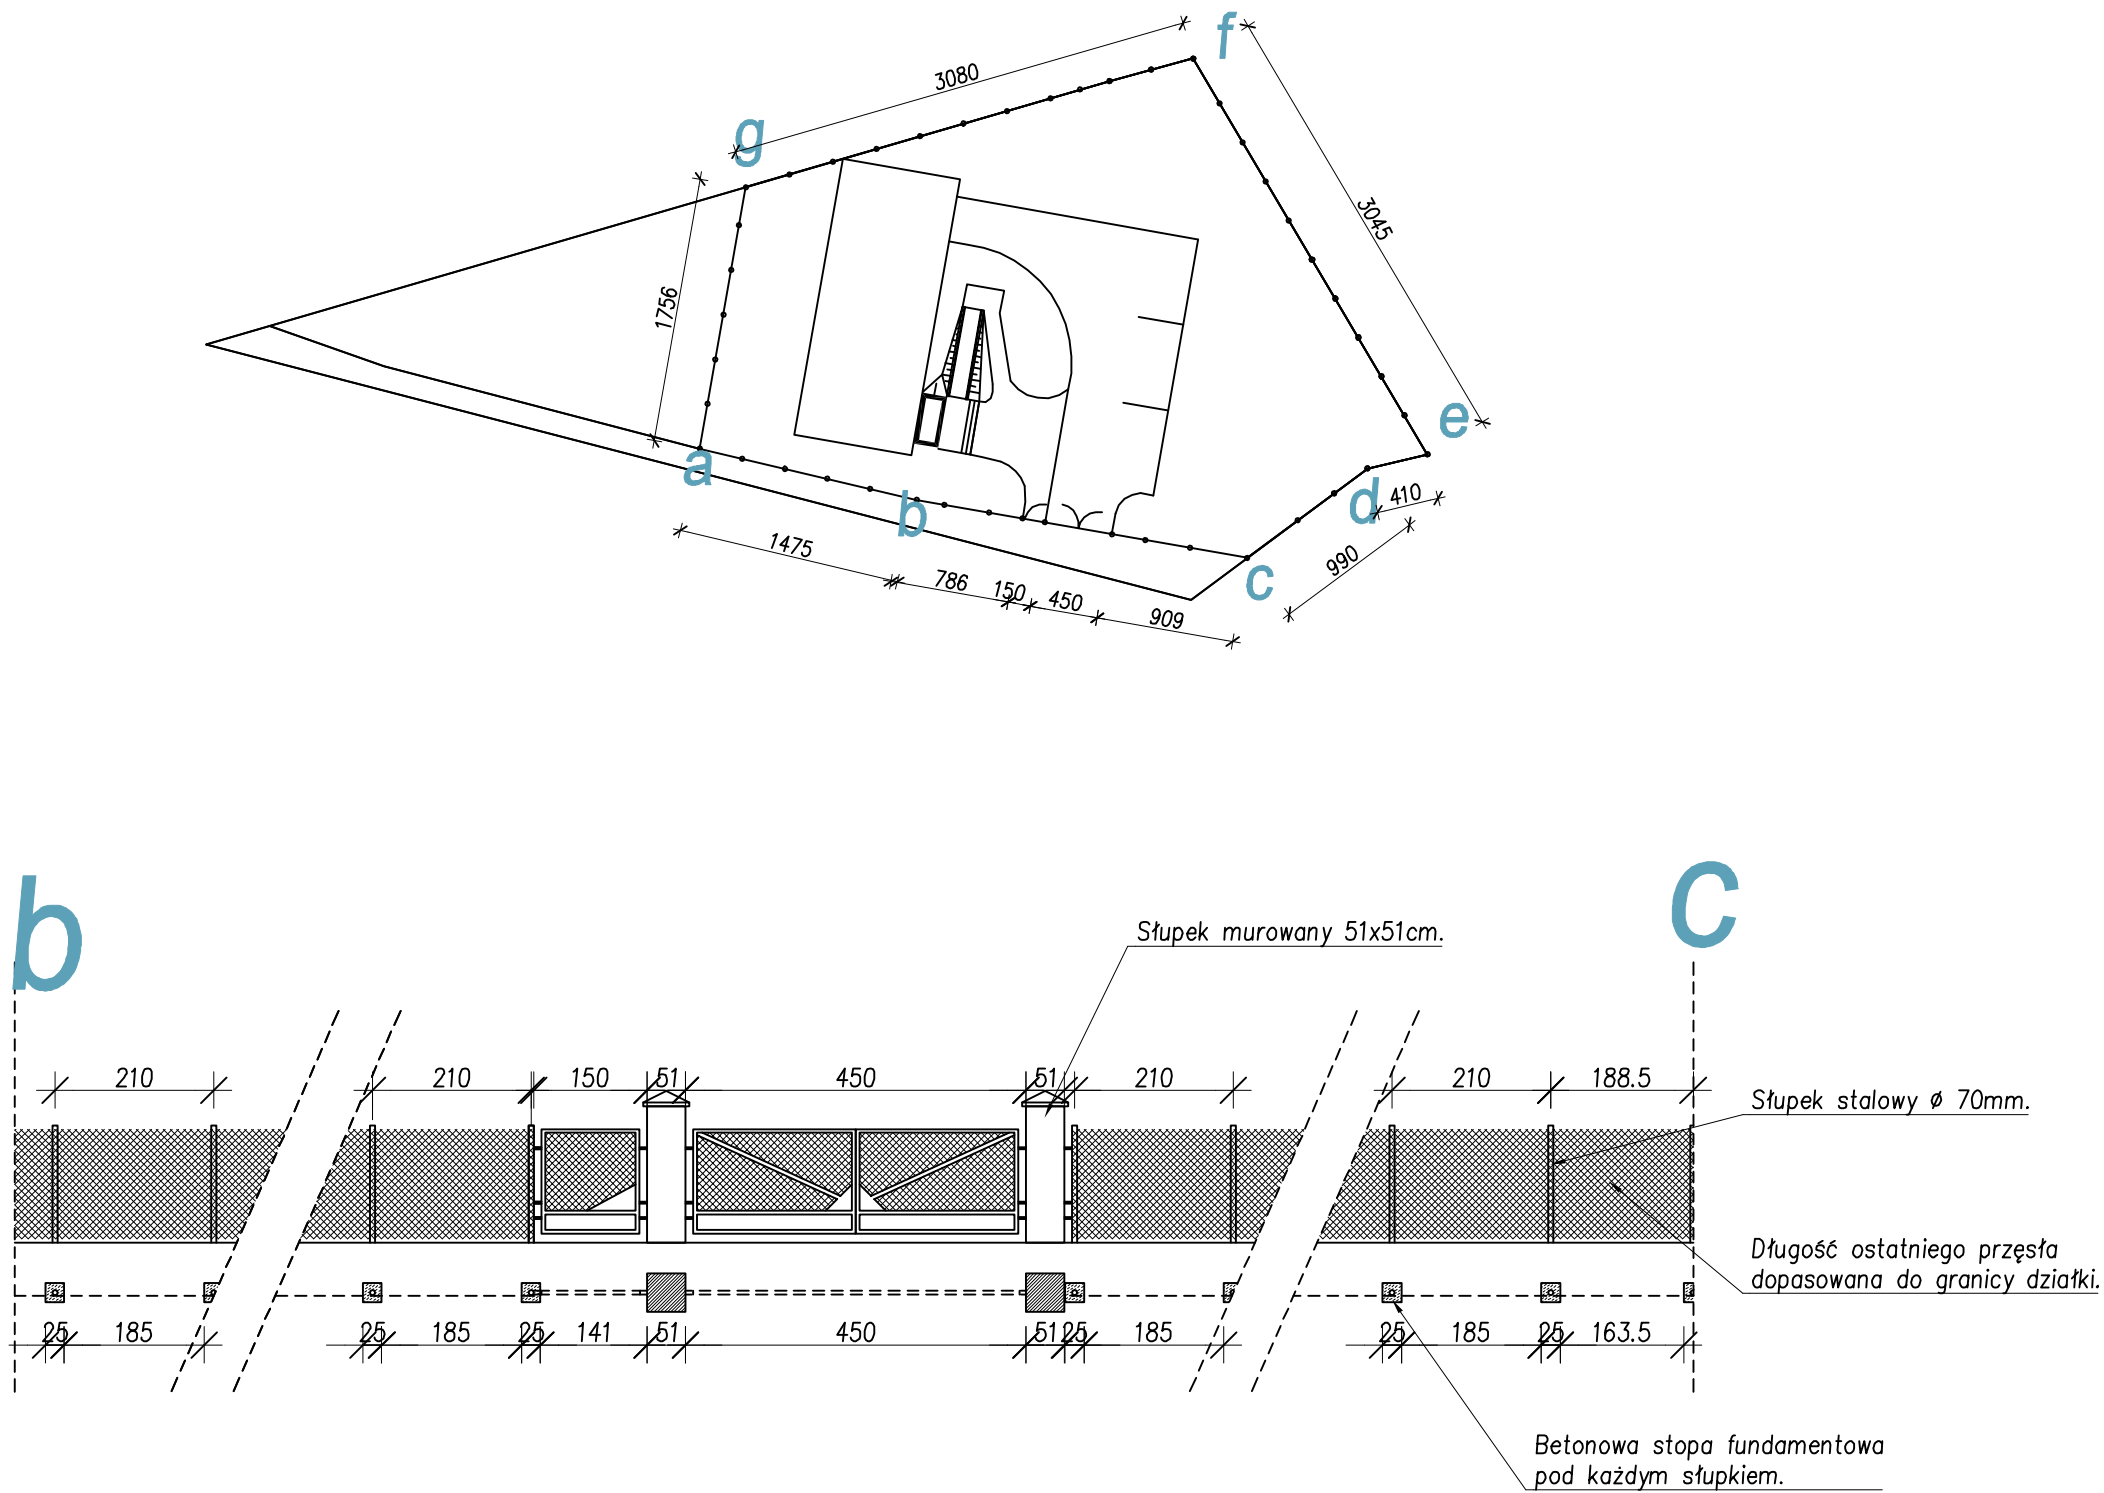 f
3080
g
3045
1756
e
a
d
410
b
1475
990
786
150
450
c
909
b
c
Słupek murowany 51x51cm.
210
210
150
51
450
51
210
210
188.5
Słupek stalowy ø 70mm.
Długość ostatniego przęsła
dopasowana do granicy działki.
25
185
25
185
25
141
51
450
51
25
185
25
185
25
163.5
Betonowa stopa fundamentowa
pod każdym słupkiem.